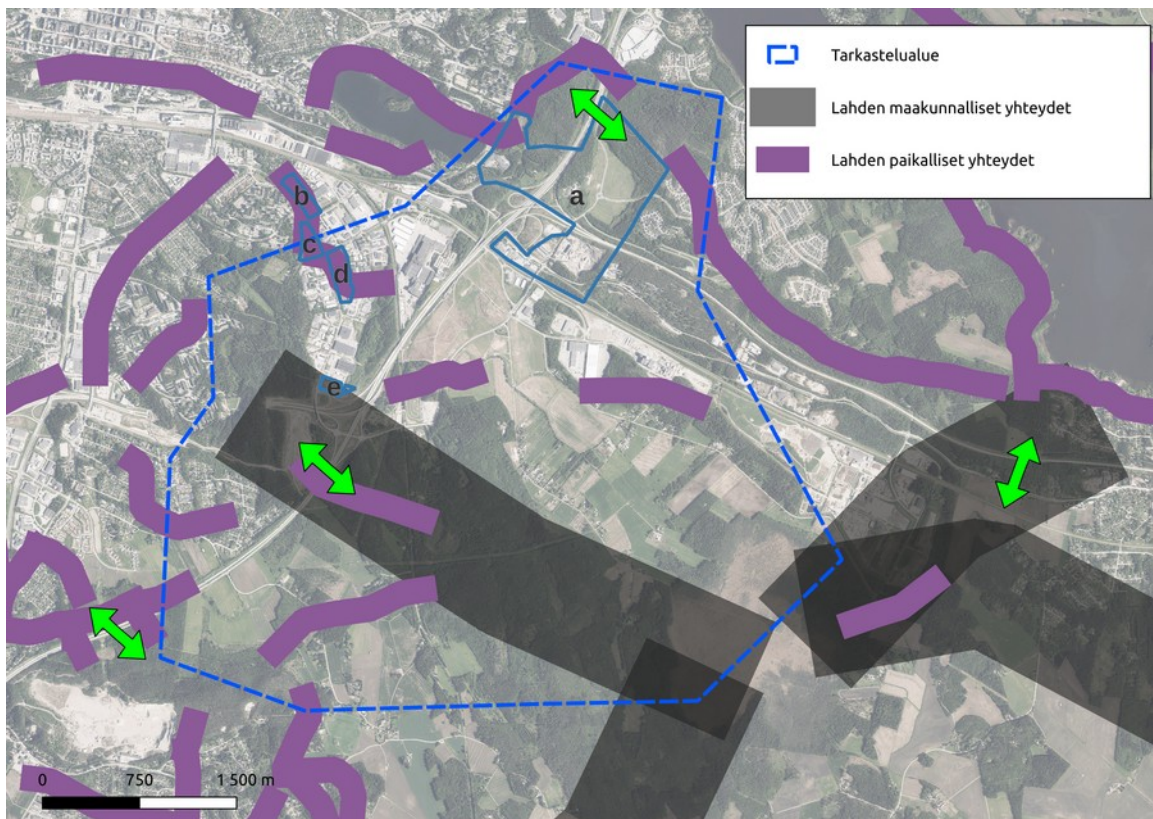 Tarkastelualue
Lahden maakunnalliset yhteydet
Lahden paikalliset yhteydet
a
b
c
d
e
0 750 1 500 m